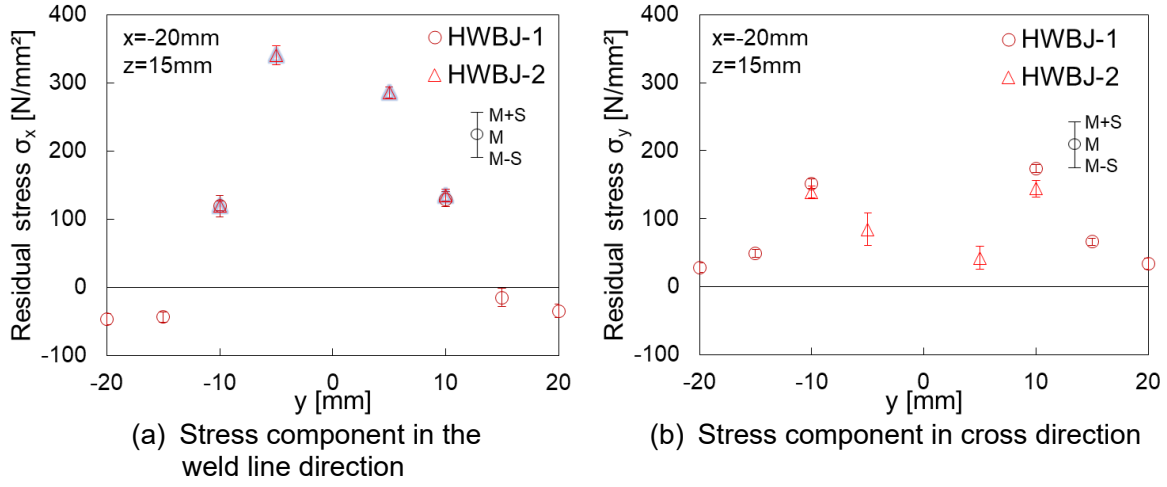 400
300
200
100
0
-100
-20
-10
0
10
20
Residual stress σx [N/mm²]
y [mm]
x=-20mm
z=15mm
HWBJ-1
HWBJ-2
M+S
M
M-S
(a) Stress component in the
weld line direction
400
300
200
100
0
-100
-20
-10
0
10
20
Residual stress σy [N/mm²]
y [mm]
x=-20mm
z=15mm
HWBJ-1
HWBJ-2
M+S
M
M-S
(b) Stress component in cross direction